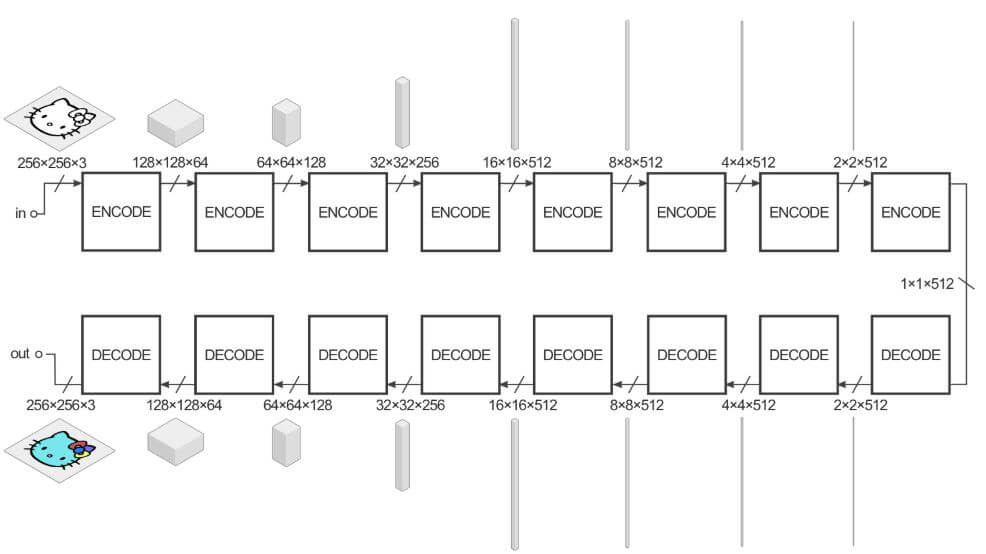 256×256×3 128×128×64 64×64×128 32×32×256 16×16×512 8×8×512 4×4×512 2×2×512
in ENCODE ENCODE ENCODE ENCODE ENCODE ENCODE ENCODE ENCODE
1×1×512
out DECODE DECODE DECODE DECODE DECODE DECODE DECODE DECODE
256×256×3 128×128×64 64×64×128 32×32×256 16×16×512 8×8×512 4×4×512 2×2×512